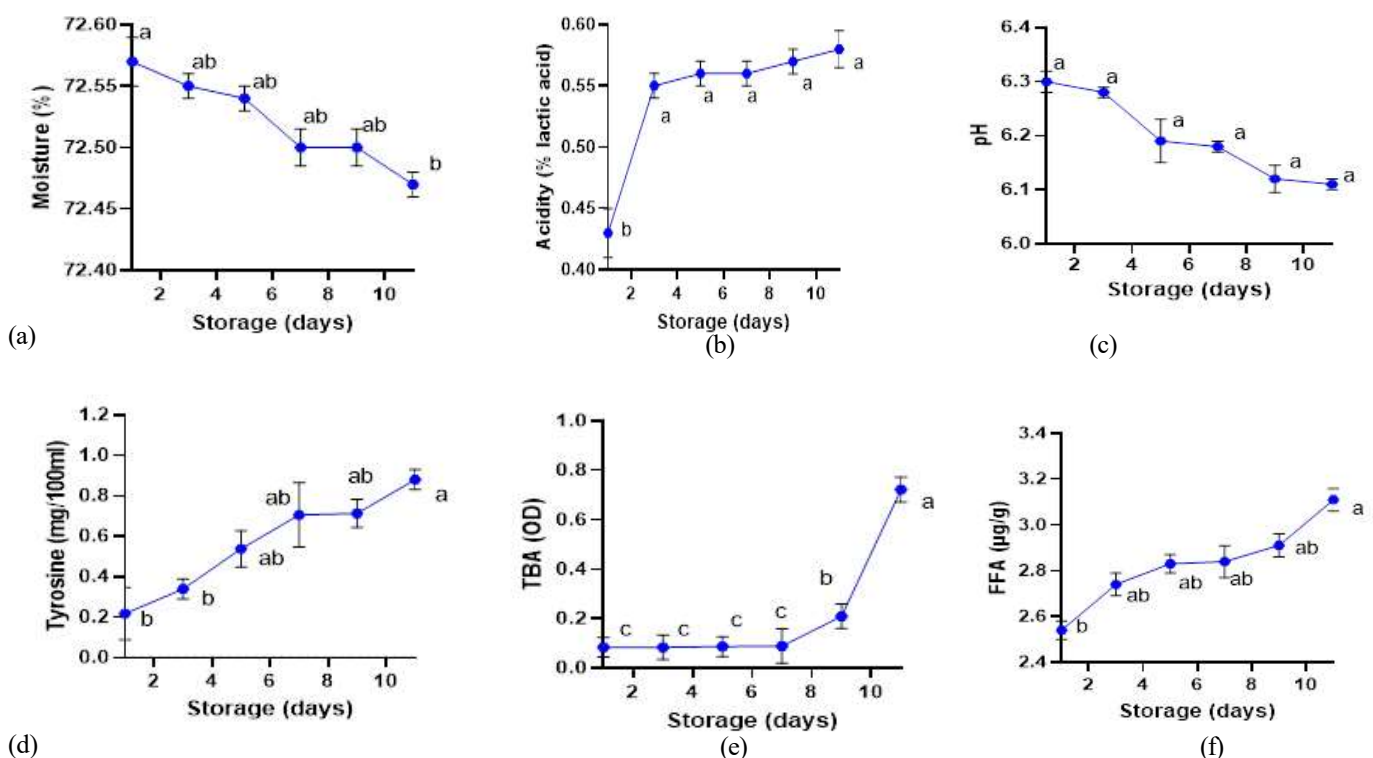 72.60
72.55
72.50
72.45
72.40
Moisture (%)
a
ab
ab
ab
ab
b
2 4 6 8 10
Storage (days)
(a)
0.60
0.55
0.50
0.45
0.40
Acidity (% lactic acid)
b
a
a
a
a
a
2 4 6 8 10
Storage (days)
(b)
6.4
6.3
6.2
6.1
6.0
pH
a
a
a
a
a
a
2 4 6 8 10
Storage (days)
(c)
1.2
1.0
0.8
0.6
0.4
0.2
0.0
Tyrosine (mg/100ml)
b
b
ab
ab
ab
a
2 4 6 8 10
Storage (days)
(d)
1.0
0.8
0.6
0.4
0.2
0.0
TBA (OD)
c
c
c
c
b
a
2 4 6 8 10
Storage (days)
(e)
3.4
3.2
3.0
2.8
2.6
2.4
FFA (µg/g)
b
ab
ab
ab
ab
a
2 4 6 8 10
Storage (days)
(f)